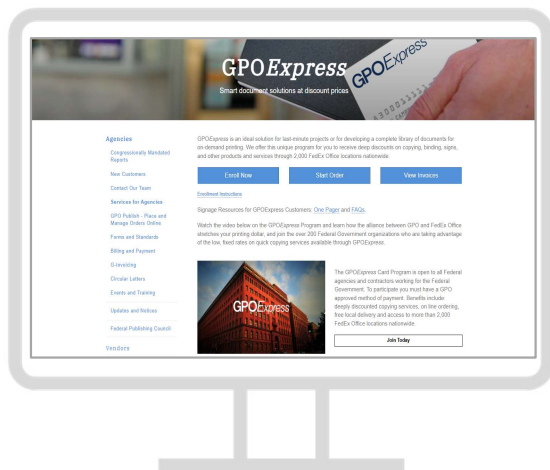 GPOExpress
Smart document solutions at discount prices
GPOExpress
Agencies
Congressionally Mandated
Reports
New Customers
Contact Our Team
Services for Agencies
GPO Publish - Place and
Manage Orders Online
Forms and Standards
Billing and Payment
G-Invoicing
Circular Letters
Events and Training
Updates and Notices
Federal Publishing Council
Vendors
GPOExpress is an ideal solution for last-minute projects or for developing a complete library of documents for
on-demand printing. We offer this unique program for you to receive deep discounts on copying, binding, signs,
and other products and services through 2,000 FedEx Office locations nationwide.
Enroll Now
Start Order
View Invoices
Enrollment Instructions
Signage Resources for GPOExpress Customers: One Pager and FAQs.
Watch the video below on the GPOExpress Program and learn how the alliance between GPO and FedEx Office
stretches your printing dollar, and join the over 200 Federal Government organizations who are taking advantage
of the low, fixed rates on quick copying services available through GPOExpress.
GPOExpress
The GPOExpress Card Program is open to all Federal
agencies and contractors working for the Federal
Government. To participate you must have a GPO
approved method of payment. Benefits include
deeply discounted copying services, on-line ordering,
free local delivery and access to more than 2,000
FedEx Office locations nationwide.
Join Today